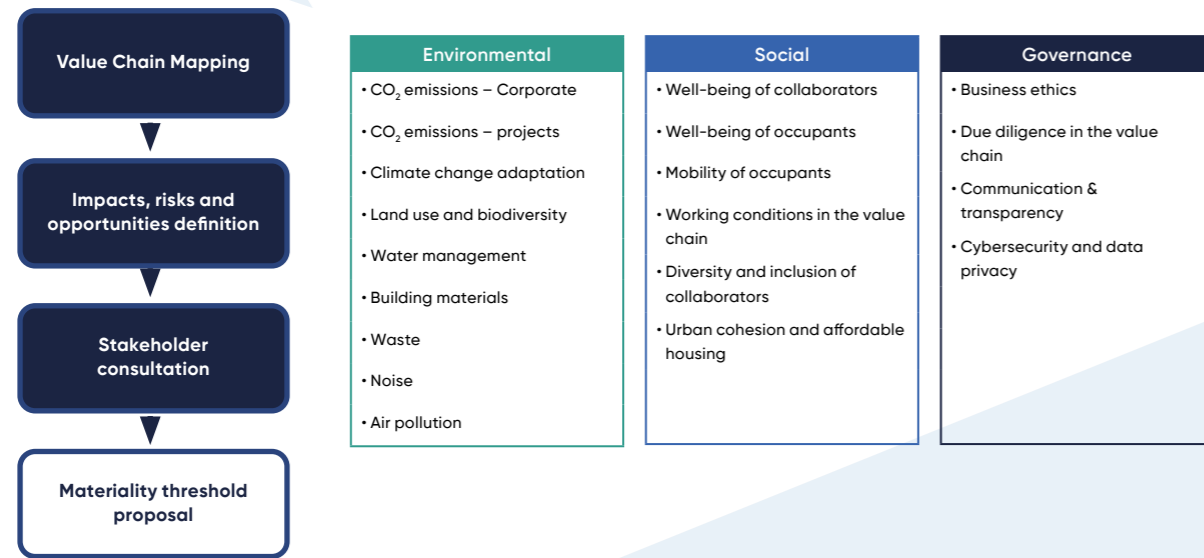 Value Chain Mapping
Impacts, risks and
opportunities definition
Stakeholder
consultation
Materiality threshold
proposal
Environmental
• CO₂ emissions – Corporate
• CO₂ emissions – projects
• Climate change adaptation
• Land use and biodiversity
• Water management
• Building materials
• Waste
• Noise
• Air pollution
Social
• Well-being of collaborators
• Well-being of occupants
• Mobility of occupants
• Working conditions in the value
chain
• Diversity and inclusion of
collaborators
• Urban cohesion and affordable
housing
Governance
• Business ethics
• Due diligence in the value
chain
• Communication &
transparency
• Cybersecurity and data
privacy